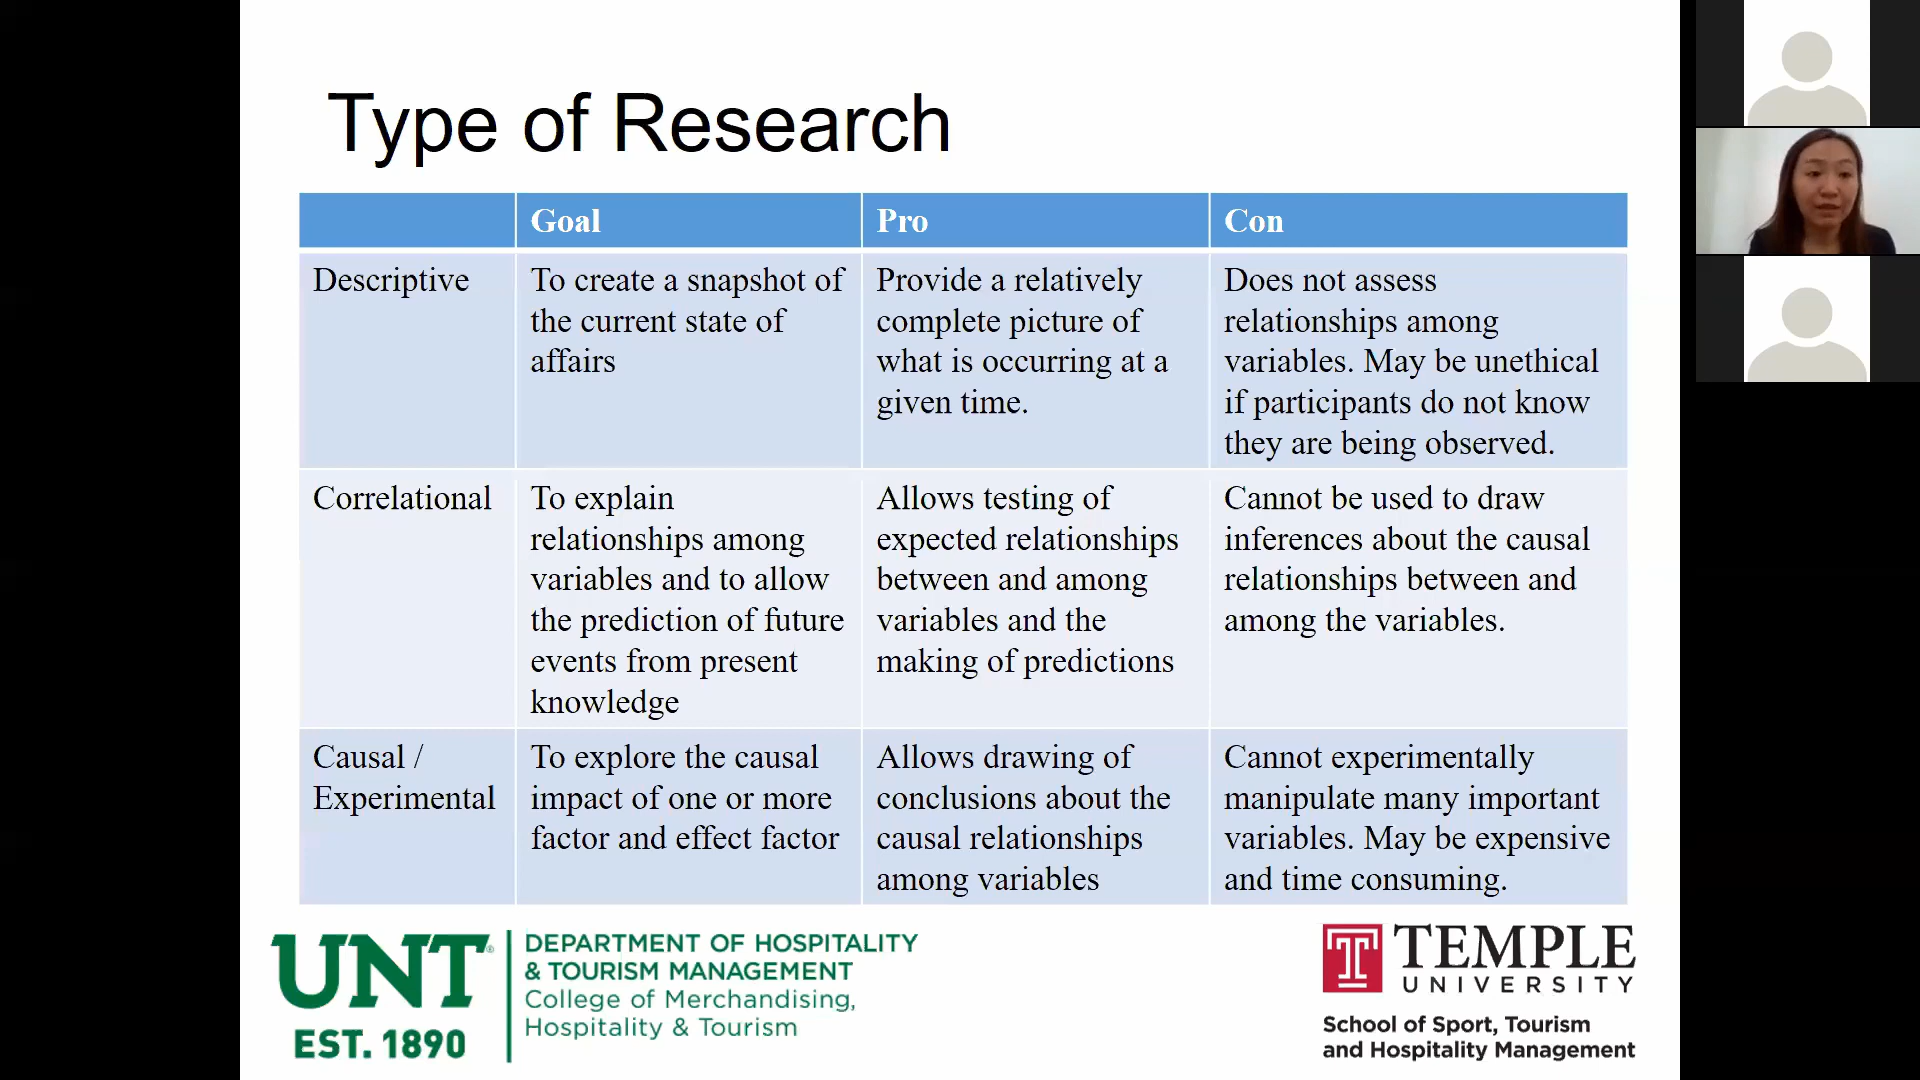 Type of Research
Goal
Pro
Con
Descriptive
To create a snapshot of
the current state of
affairs
Provide a relatively
complete picture of
what is occurring at a
given time.
Does not assess
relationships among
variables. May be unethical
if participants do not know
they are being observed.
Correlational
To explain
relationships among
variables and to allow
the prediction of future
events from present
knowledge
Allows testing of
expected relationships
between and among
variables and the
making of predictions
Cannot be used to draw
inferences about the causal
relationships between and
among the variables.
Causal /
Experimental
To explore the causal
impact of one or more
factor and effect factor
Allows drawing of
conclusions about the
causal relationships
among variables
Cannot experimentally
manipulate many important
variables. May be expensive
and time consuming.
UNT®
EST. 1890
DEPARTMENT OF HOSPITALITY
& TOURISM MANAGEMENT
College of Merchandising,
Hospitality & Tourism
T TEMPLE
UNIVERSITY
School of Sport, Tourism
and Hospitality Management